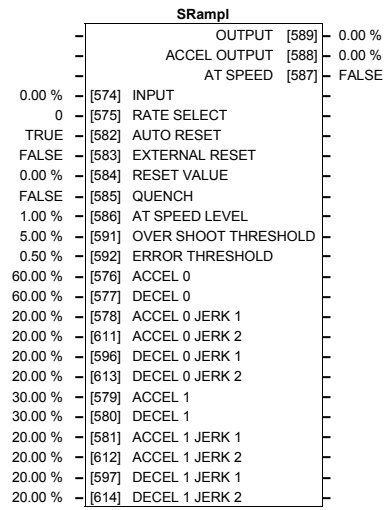 SRampl
OUTPUT [589] 0.00 %
ACCEL OUTPUT [588] 0.00 %
AT SPEED [587] FALSE
0.00 % [574] INPUT
0 [575] RATE SELECT
TRUE [582] AUTO RESET
FALSE [583] EXTERNAL RESET
0.00 % [584] RESET VALUE
FALSE [585] QUENCH
1.00 % [586] AT SPEED LEVEL
5.00 % [591] OVER SHOOT THRESHOLD
0.50 % [592] ERROR THRESHOLD
60.00 % [576] ACCEL 0
60.00 % [577] DECEL 0
20.00 % [578] ACCEL 0 JERK 1
20.00 % [611] ACCEL 0 JERK 2
20.00 % [596] DECEL 0 JERK 1
20.00 % [613] DECEL 0 JERK 2
30.00 % [579] ACCEL 1
30.00 % [580] DECEL 1
20.00 % [581] ACCEL 1 JERK 1
20.00 % [612] ACCEL 1 JERK 2
20.00 % [597] DECEL 1 JERK 1
20.00 % [614] DECEL 1 JERK 2